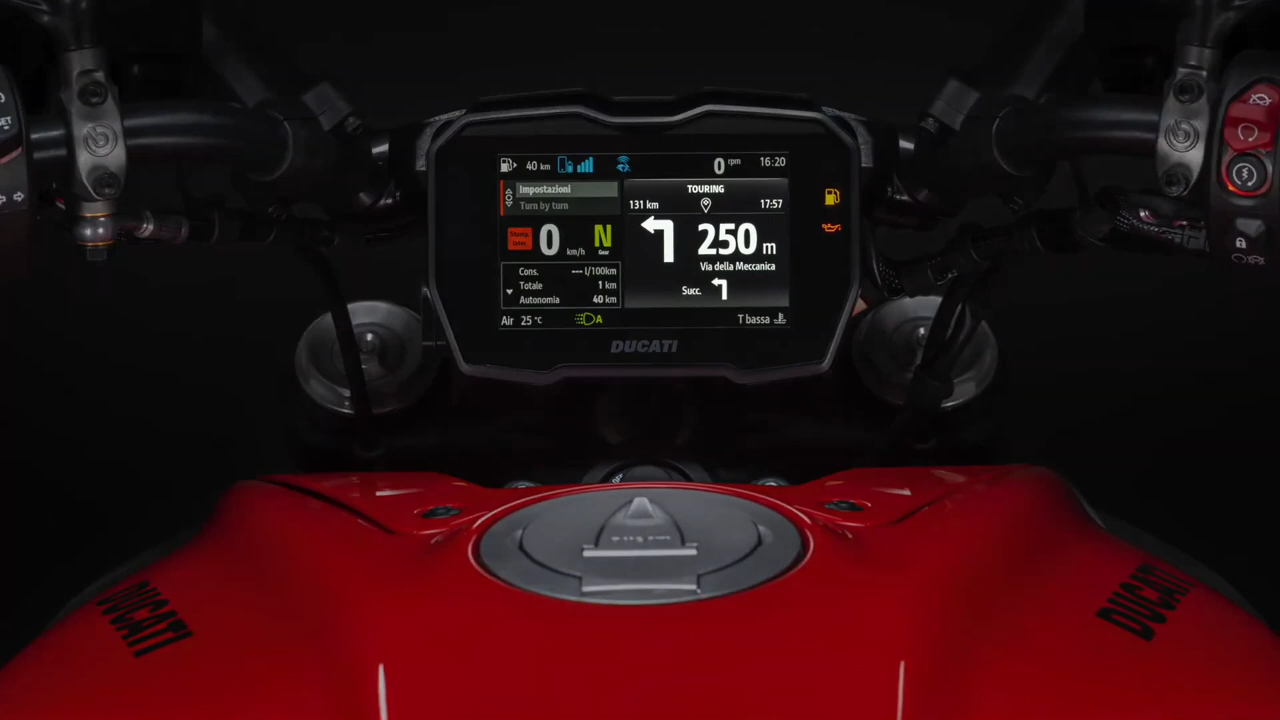 40 km
0 rpm
16:20
Impostazioni
Turn by turn
0 km/h
N
Gear
TOURING
131 km
17:57
250 m
Via della Meccanica
Succ.
Cons. --- l/100km
Totale 1 km
Autonomia 40 km
Air 25 °C
A
T bassa
DUCATI
DUCATI
DUCATI